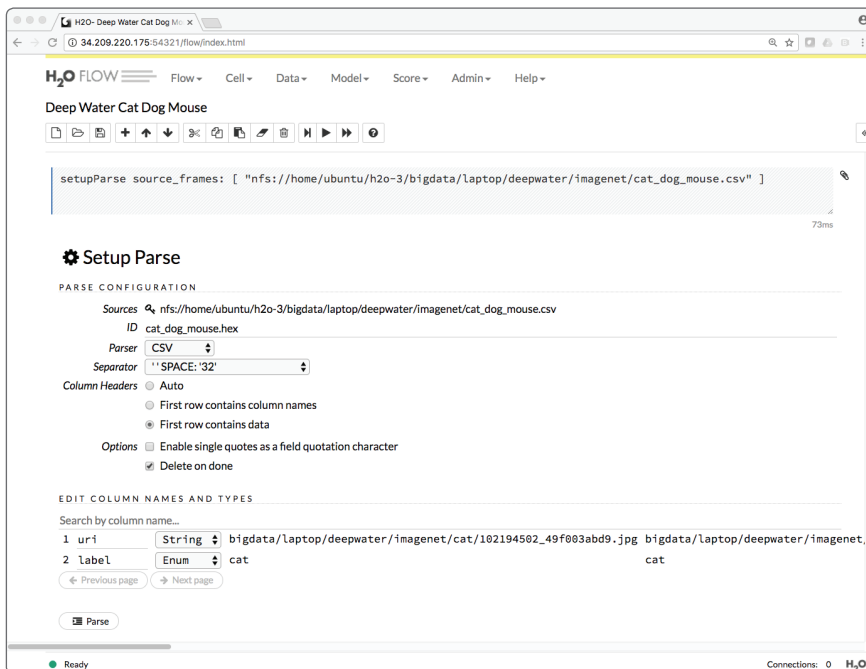 H2O- Deep Water Cat Dog Mo
34.209.220.175:54321/flow/index.html
H2O FLOW Flow Cell Data Model Score Admin Help
Deep Water Cat Dog Mouse
setupParse source_frames: [ "nfs://home/ubuntu/h2o-3/bigdata/laptop/deepwater/imagenet/cat_dog_mouse.csv" ]
73ms
Setup Parse
PARSE CONFIGURATION
Sources nfs://home/ubuntu/h2o-3/bigdata/laptop/deepwater/imagenet/cat_dog_mouse.csv
ID cat_dog_mouse.hex
Parser CSV
Separator ' ' SPACE: '32'
Column Headers Auto
First row contains column names
First row contains data
Options Enable single quotes as a field quotation character
Delete on done
EDIT COLUMN NAMES AND TYPES
Search by column name...
1 uri String bigdata/laptop/deepwater/imagenet/cat/102194502_49f003abd9.jpg bigdata/laptop/deepwater/imagenet,
2 label Enum cat cat
Previous page Next page
Parse
Ready Connections: 0 H2O